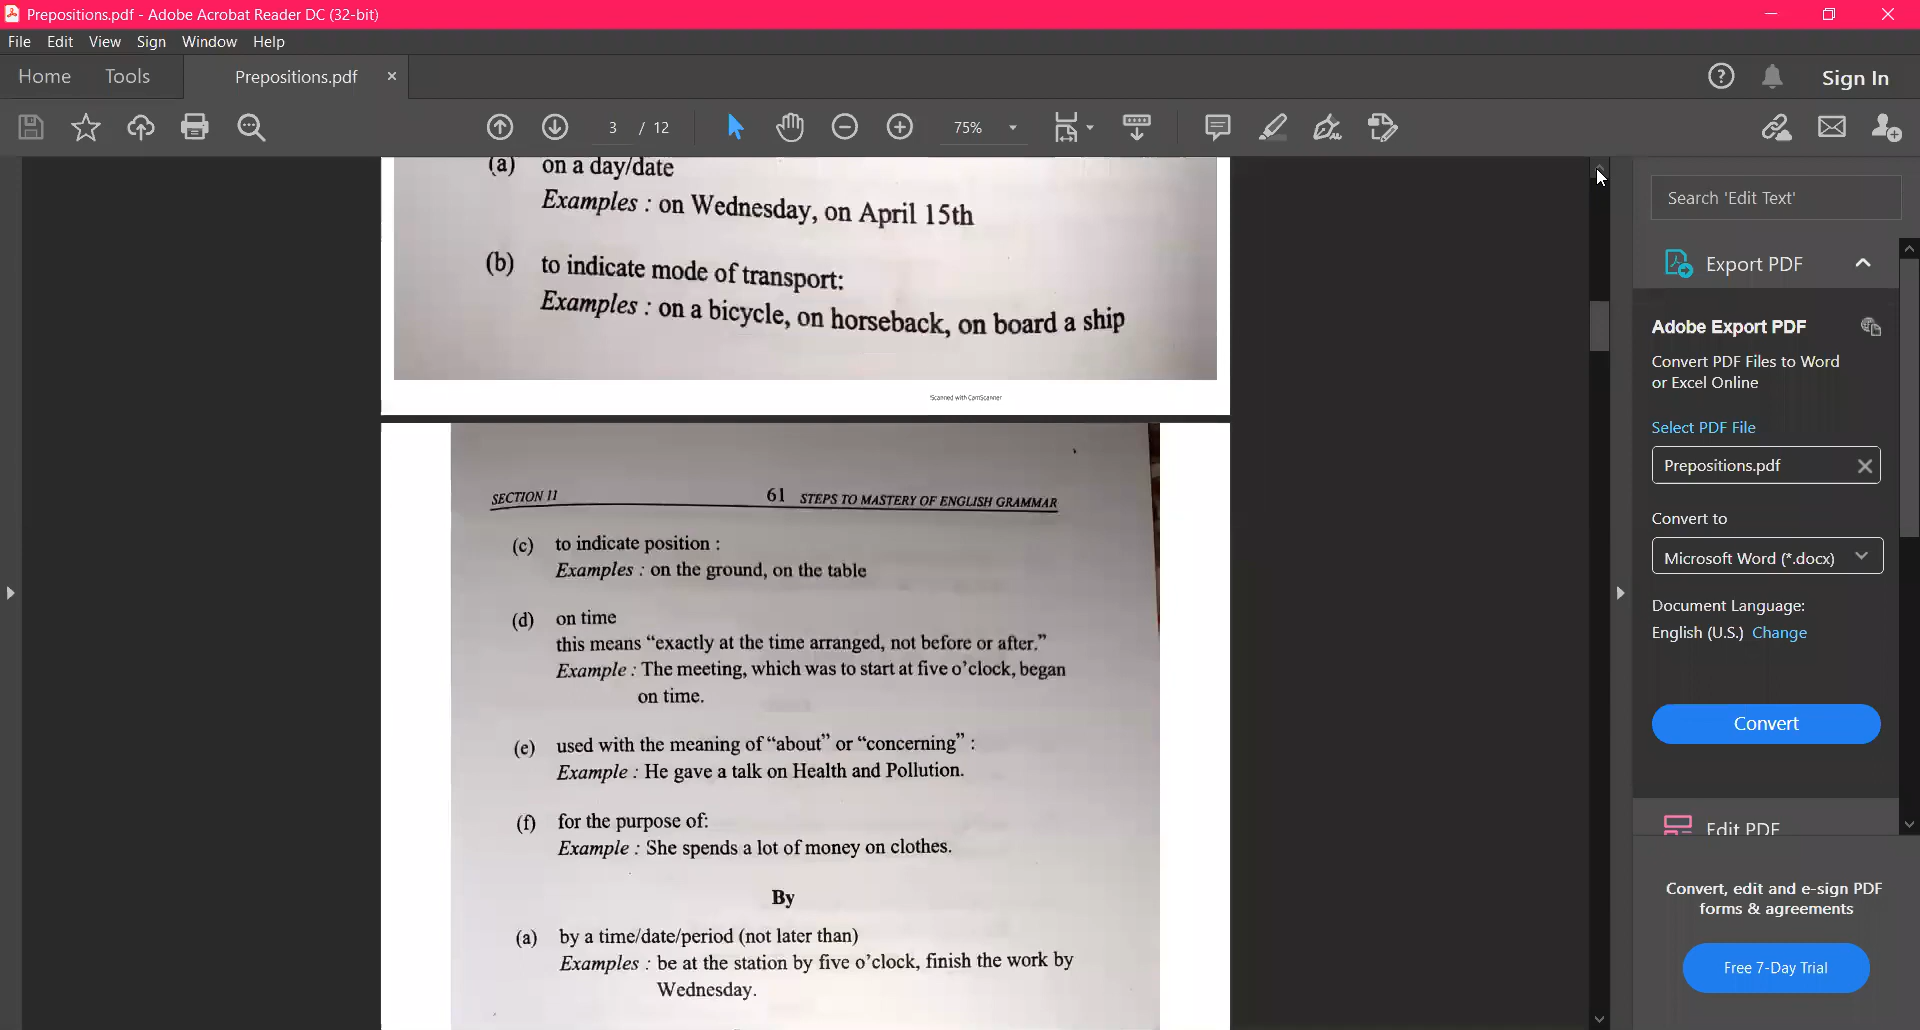 Prepositions.pdf - Adobe Acrobat Reader DC (32-bit)
File Edit View Sign Window Help
Home Tools Prepositions.pdf
Sign In
3 / 12 75%
(a) on a day/date
Examples : on Wednesday, on April 15th
(b) to indicate mode of transport:
Examples : on a bicycle, on horseback, on board a ship
Scanned with CamScanner
SECTION 11 61 STEPS TO MASTERY OF ENGLISH GRAMMAR
(c) to indicate position :
Examples : on the ground, on the table
(d) on time
this means “exactly at the time arranged, not before or after.”
Example : The meeting, which was to start at five o’clock, began
on time.
(e) used with the meaning of “about” or “concerning” :
Example : He gave a talk on Health and Pollution.
(f) for the purpose of:
Example : She spends a lot of money on clothes.
By
(a) by a time/date/period (not later than)
Examples : be at the station by five o’clock, finish the work by
Wednesday.
Search 'Edit Text'
Export PDF
Adobe Export PDF
Convert PDF Files to Word
or Excel Online
Select PDF File
Prepositions.pdf
Convert to
Microsoft Word (*.docx)
Document Language:
English (U.S.) Change
Convert
Edit PDF
Convert, edit and e-sign PDF
forms & agreements
Free 7-Day Trial